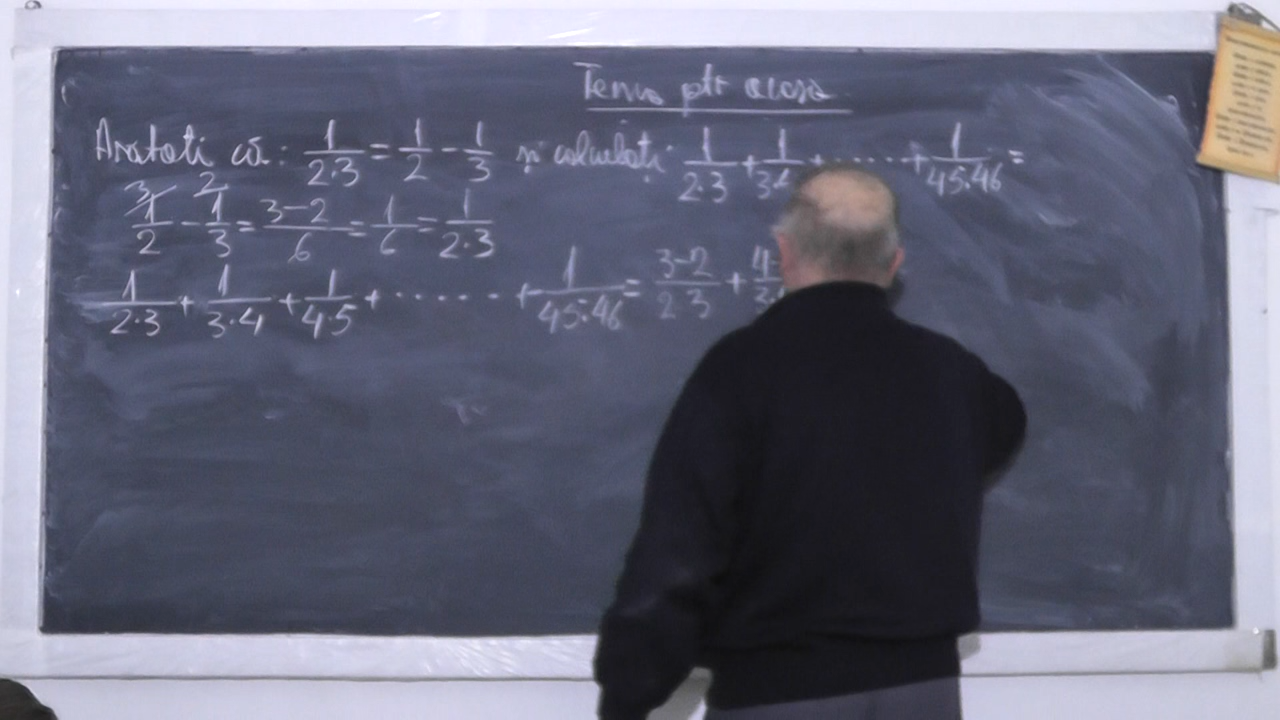 Tema ptr acasă
Arătați că: 1/2·3 = 1/2 - 1/3 și calculați: 1/2·3 + 1/3·4 + ..... + 1/45·46 =
3/ 2/
1/2 - 1/3 = 3-2/6 = 1/6 = 1/2·3
1/2·3 + 1/3·4 + 1/4·5 + ...... + 1/45·46 = 3-2/2·3 + 4-